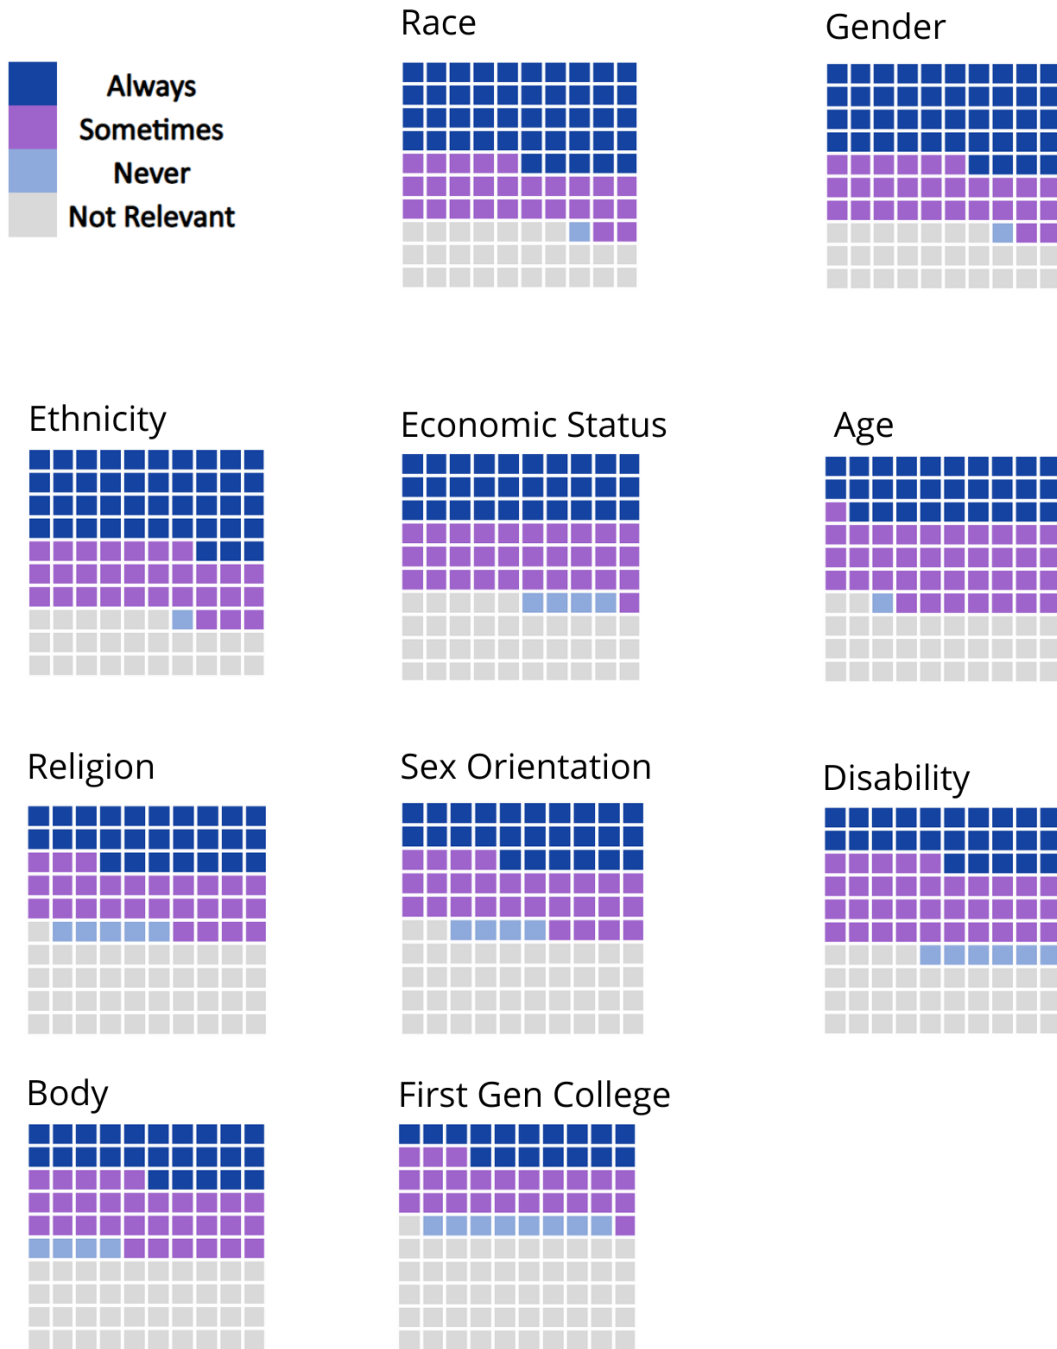 Race
Gender
Always
Sometimes
Never
Not Relevant
Ethnicity
Economic Status
Age
Religion
Sex Orientation
Disability
Body
First Gen College